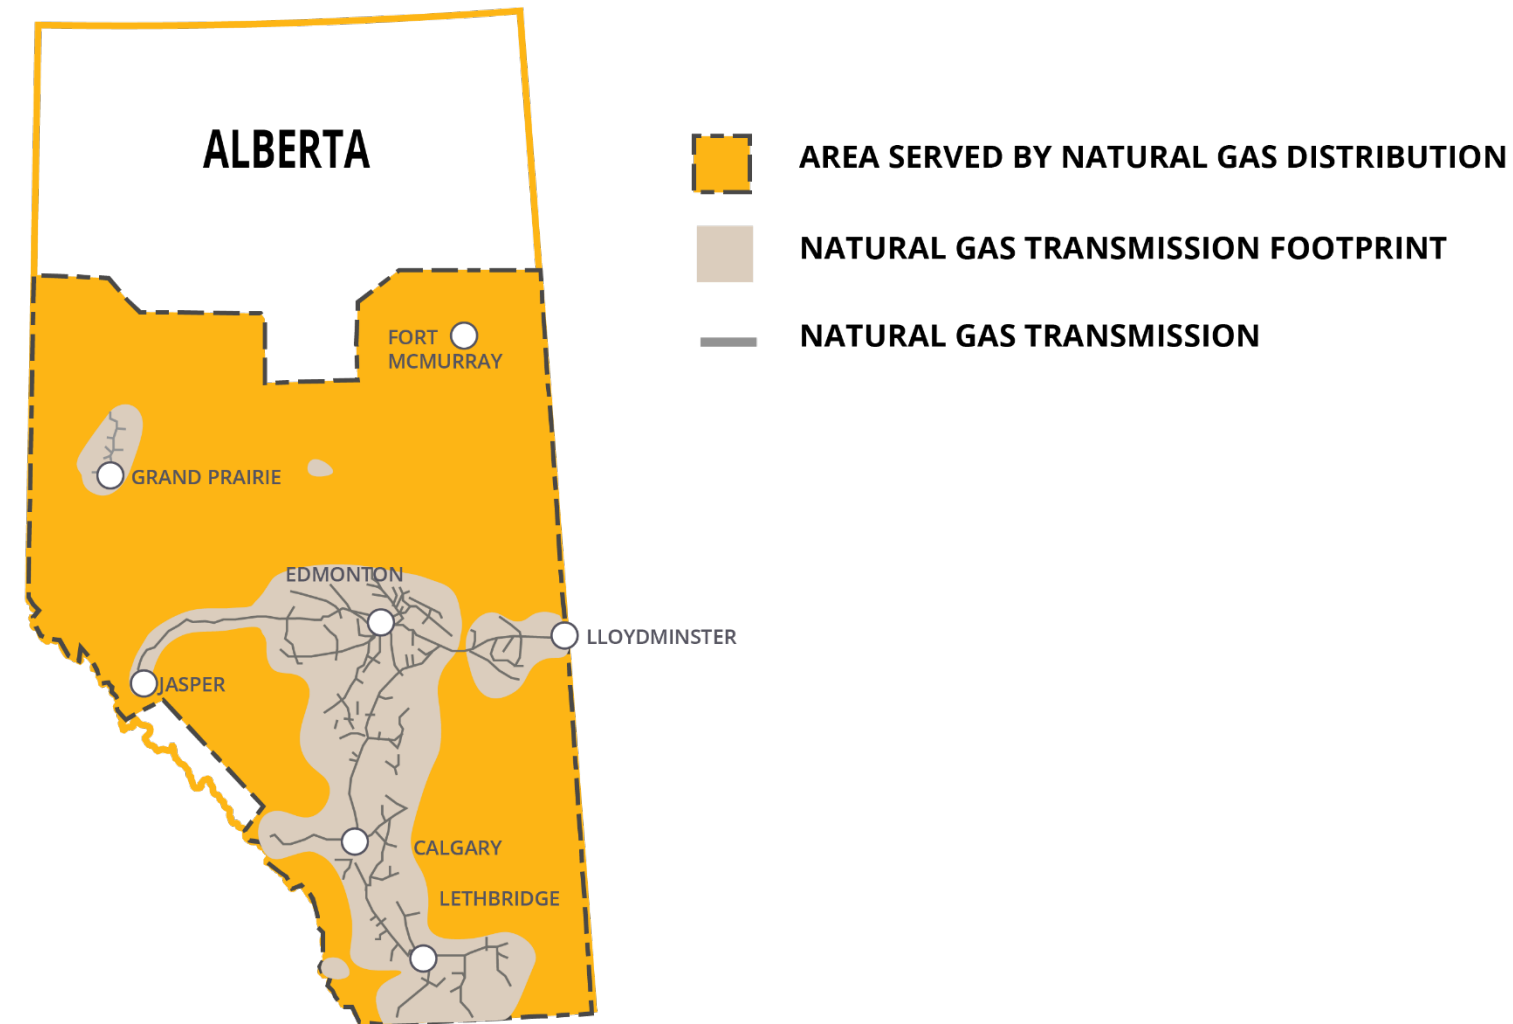 ALBERTA
AREA SERVED BY NATURAL GAS DISTRIBUTION
NATURAL GAS TRANSMISSION FOOTPRINT
NATURAL GAS TRANSMISSION
FORT
MCMURRAY
GRAND PRAIRIE
EDMONTON
LLOYDMINSTER
JASPER
CALGARY
LETHBRIDGE